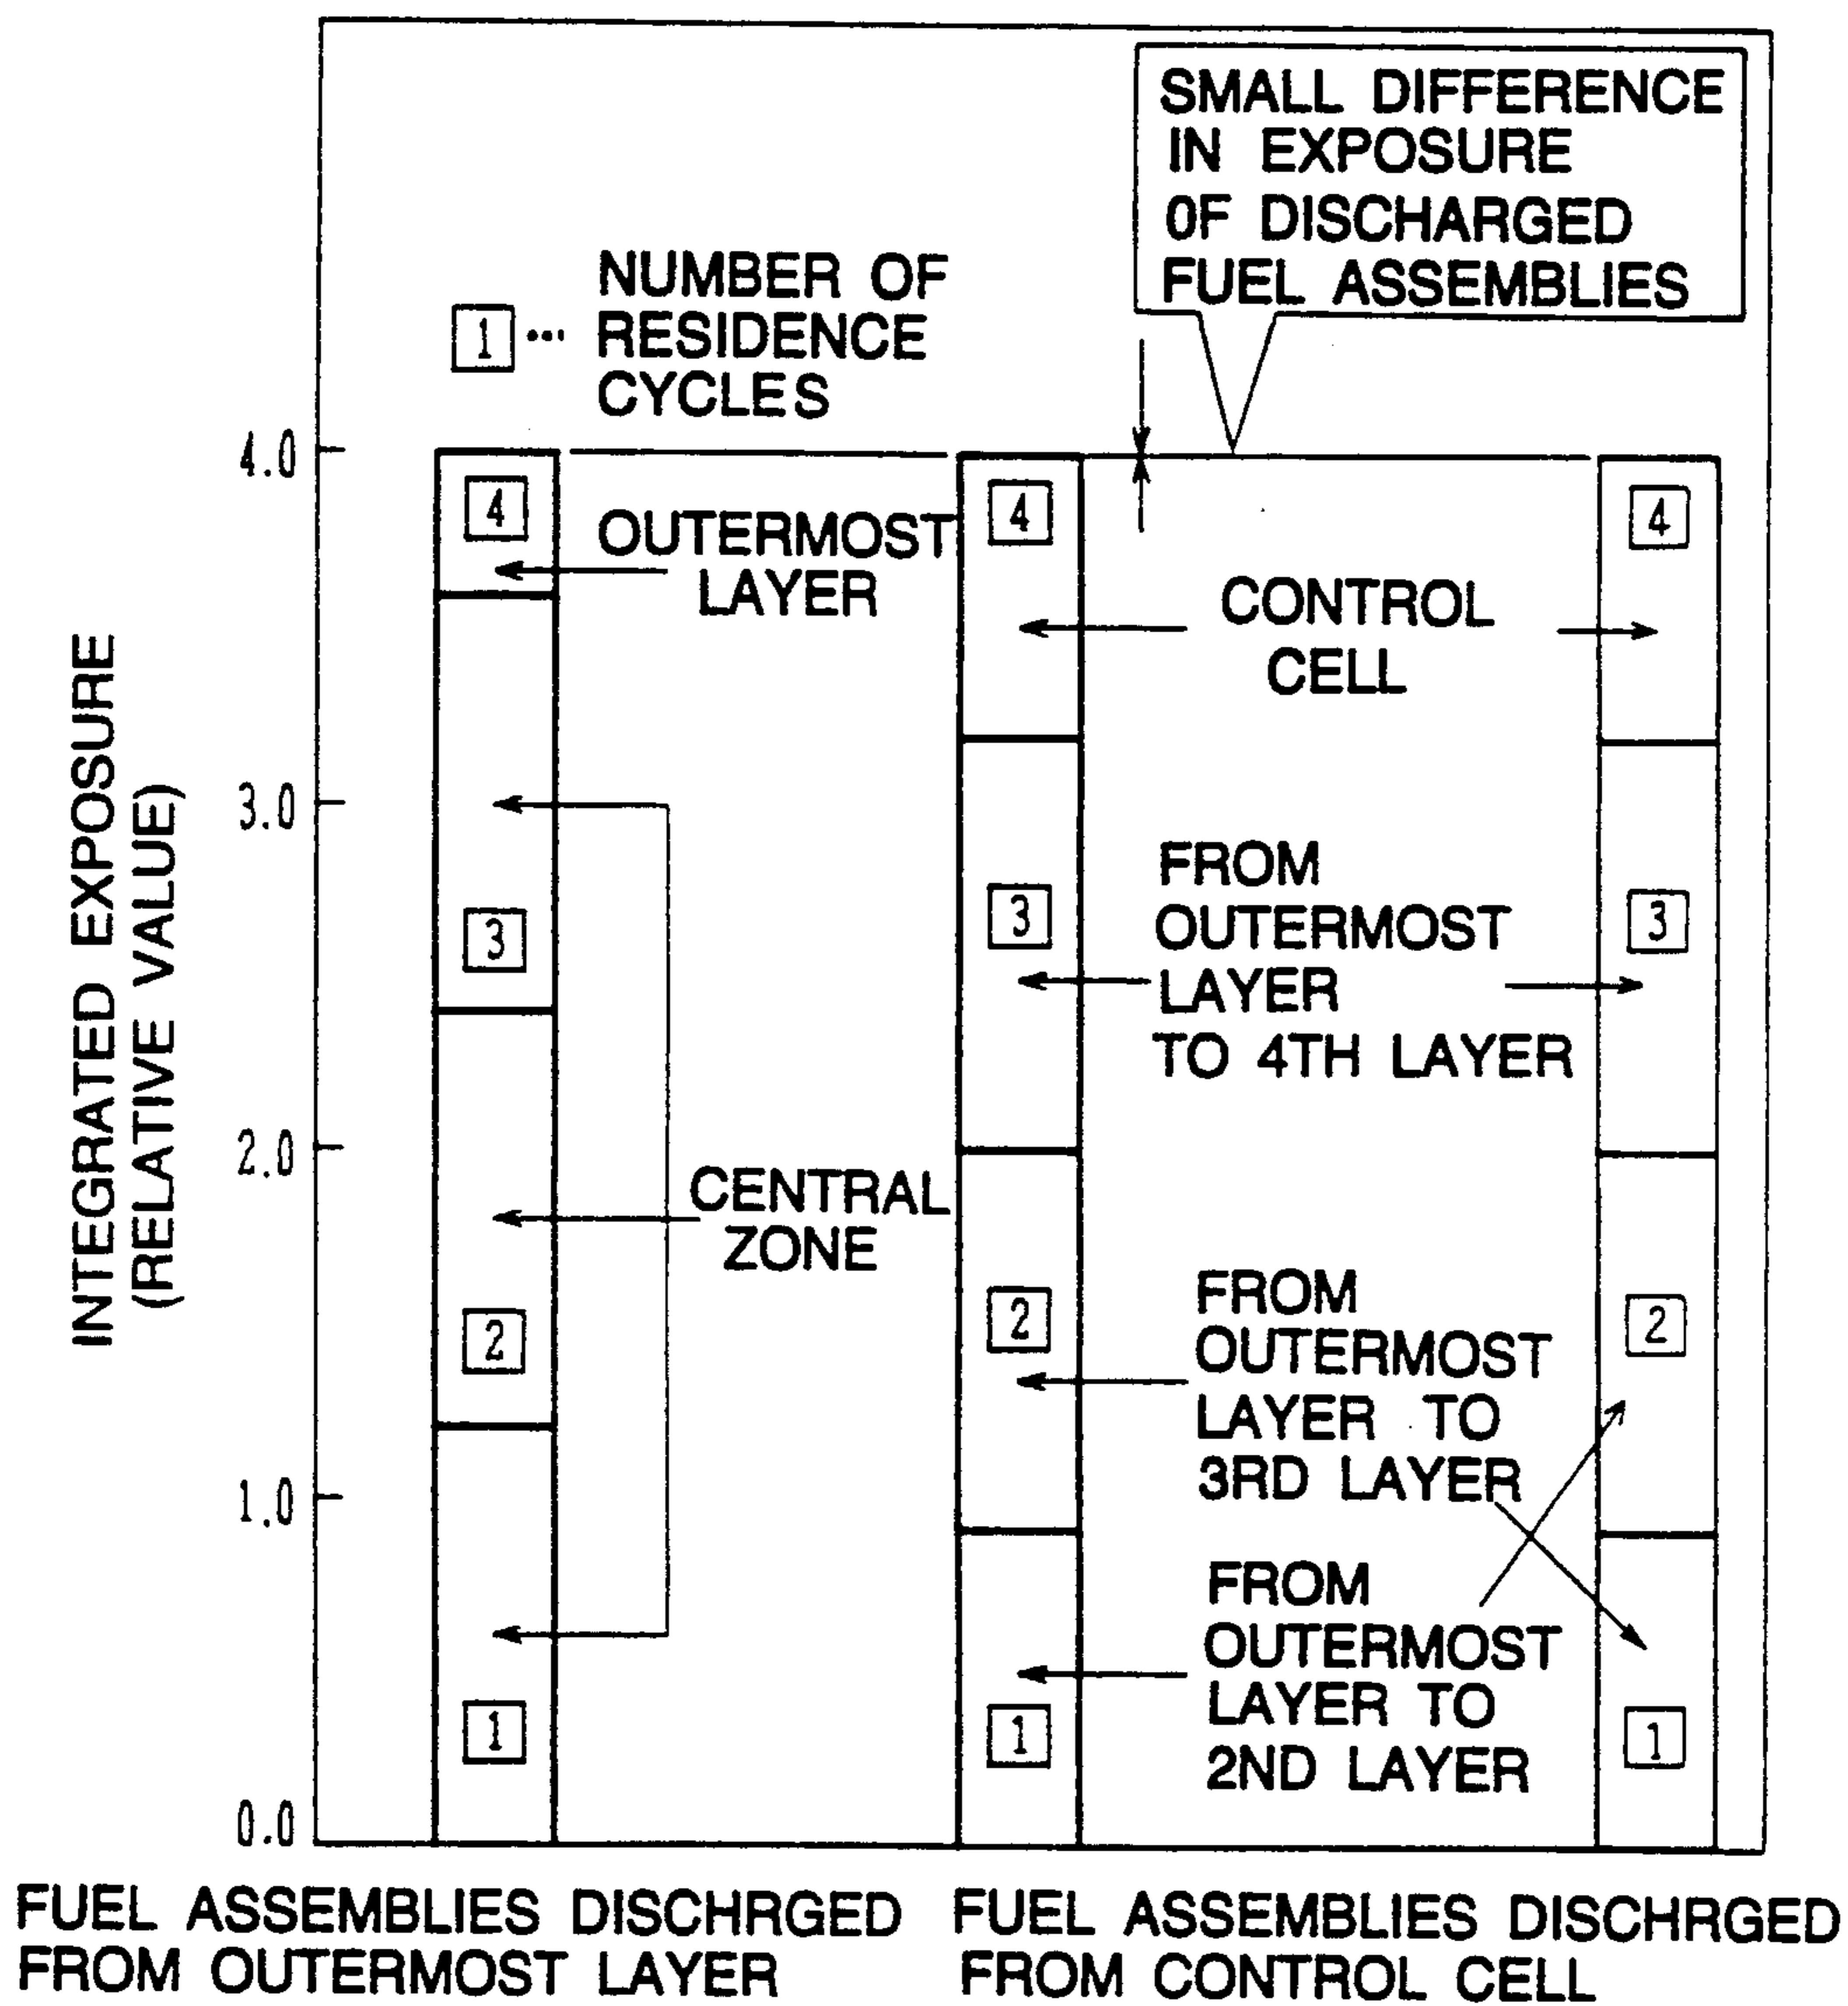 SMALL DIFFERENCE
IN EXPOSURE
OF DISCHARGED
FUEL ASSEMBLIES
1 ··· NUMBER OF
RESIDENCE
CYCLES
INTEGRATED EXPOSURE
(RELATIVE VALUE)
4.0
3.0
2.0
1.0
0.0
4
3
2
1
OUTERMOST
LAYER
CENTRAL
ZONE
4
3
2
1
CONTROL
CELL
FROM
OUTERMOST
LAYER
TO 4TH LAYER
FROM
OUTERMOST
LAYER TO
3RD LAYER
FROM
OUTERMOST
LAYER TO
2ND LAYER
4
3
2
1
FUEL ASSEMBLIES DISCHRGED
FROM OUTERMOST LAYER
FUEL ASSEMBLIES DISCHRGED
FROM CONTROL CELL